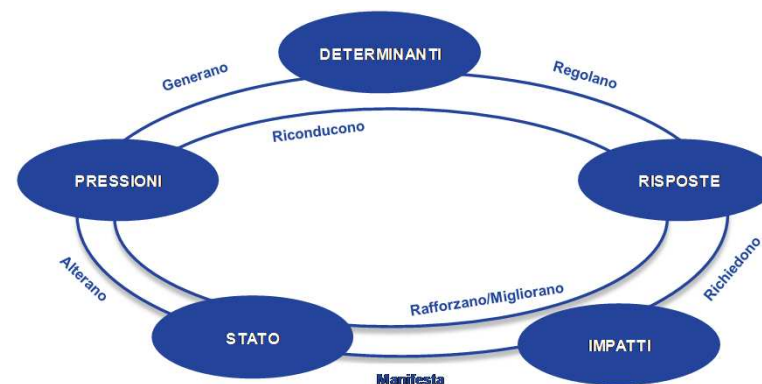 DETERMINANTI
Generano
Regolano
Riconducono
PRESSIONI
RISPOSTE
Alterano
Richiedono
Rafforzano/Migliorano
STATO
IMPATTI
Manifesta